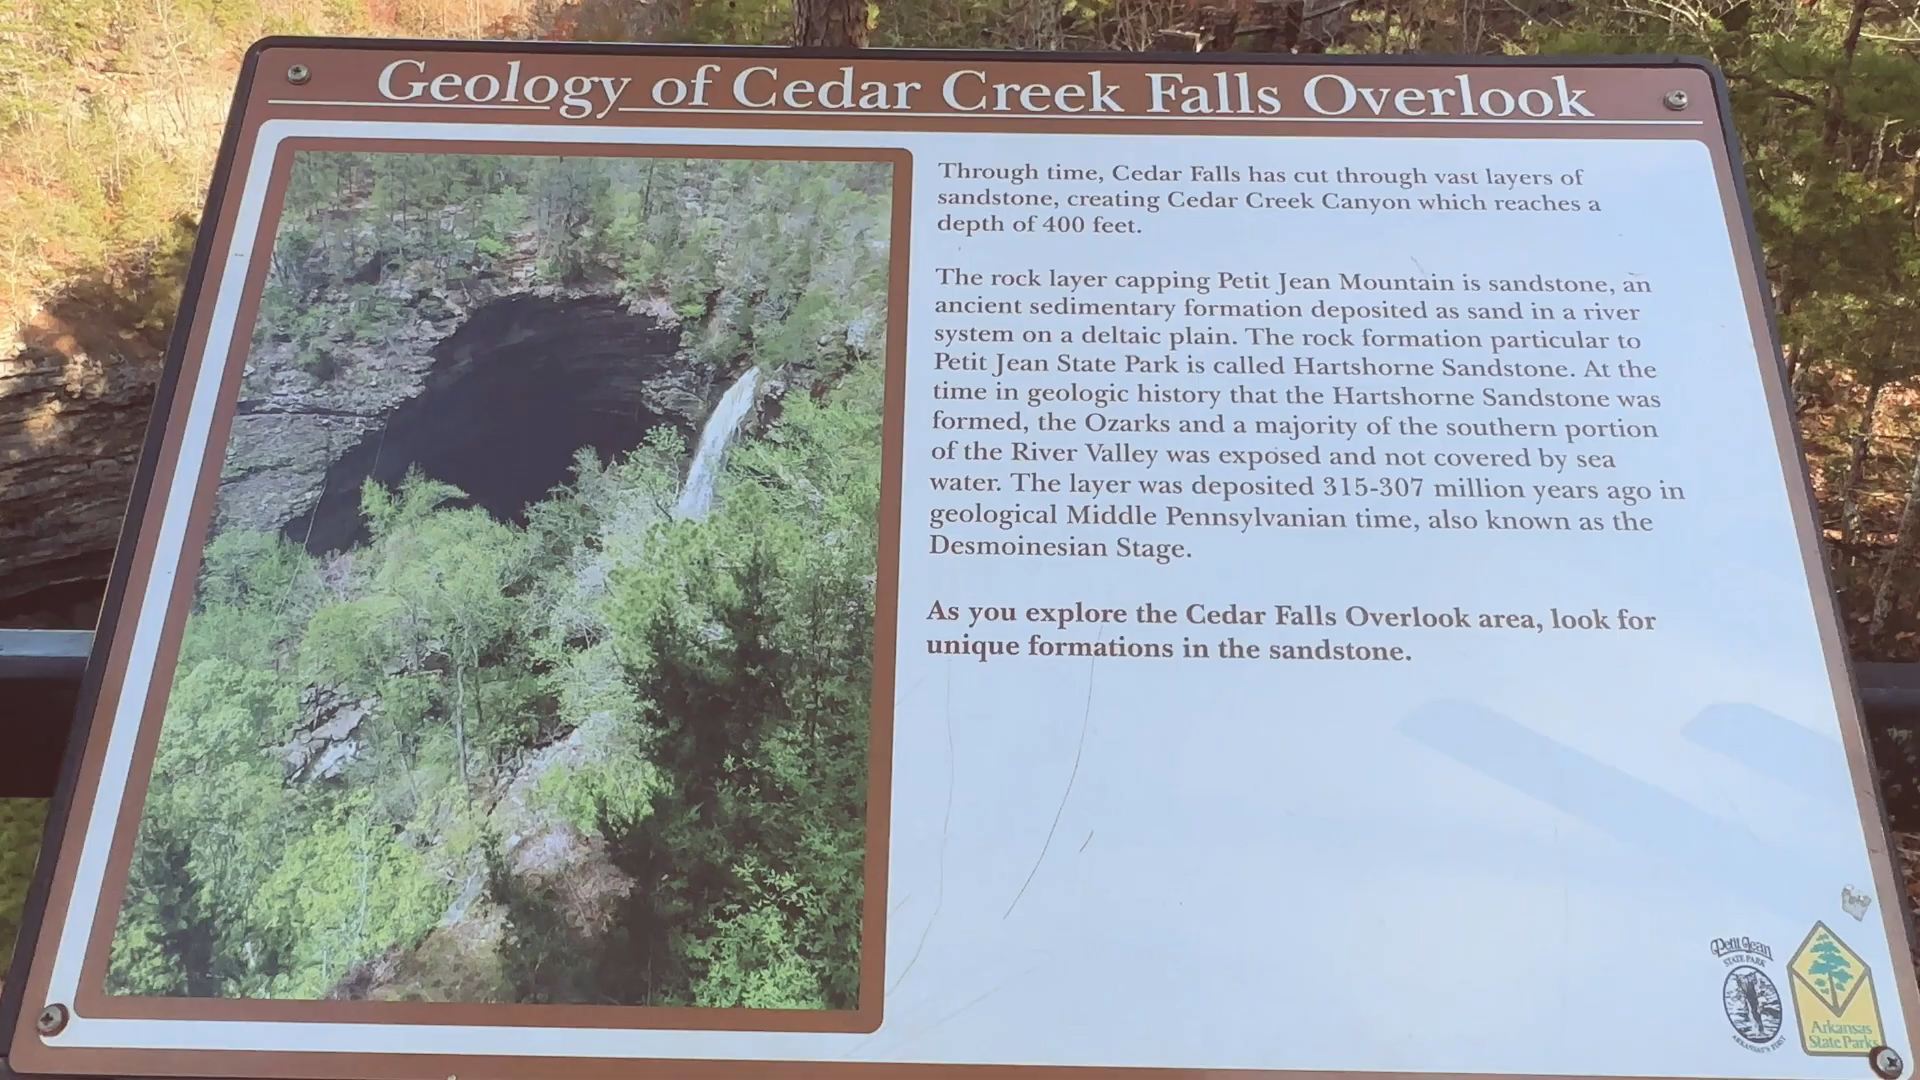 Geology of Cedar Creek Falls Overlook
Through time, Cedar Falls has cut through vast layers of
sandstone, creating Cedar Creek Canyon which reaches a
depth of 400 feet.
The rock layer capping Petit Jean Mountain is sandstone, an
ancient sedimentary formation deposited as sand in a river
system on a deltaic plain. The rock formation particular to
Petit Jean State Park is called Hartshorne Sandstone. At the
time in geologic history that the Hartshorne Sandstone was
formed, the Ozarks and a majority of the southern portion
of the River Valley was exposed and not covered by sea
water. The layer was deposited 315-307 million years ago in
geological Middle Pennsylvanian time, also known as the
Desmoinesian Stage.
As you explore the Cedar Falls Overlook area, look for
unique formations in the sandstone.
Petit Jean
STATE PARK
ARKANSAS'S FIRST
Arkansas
State Parks